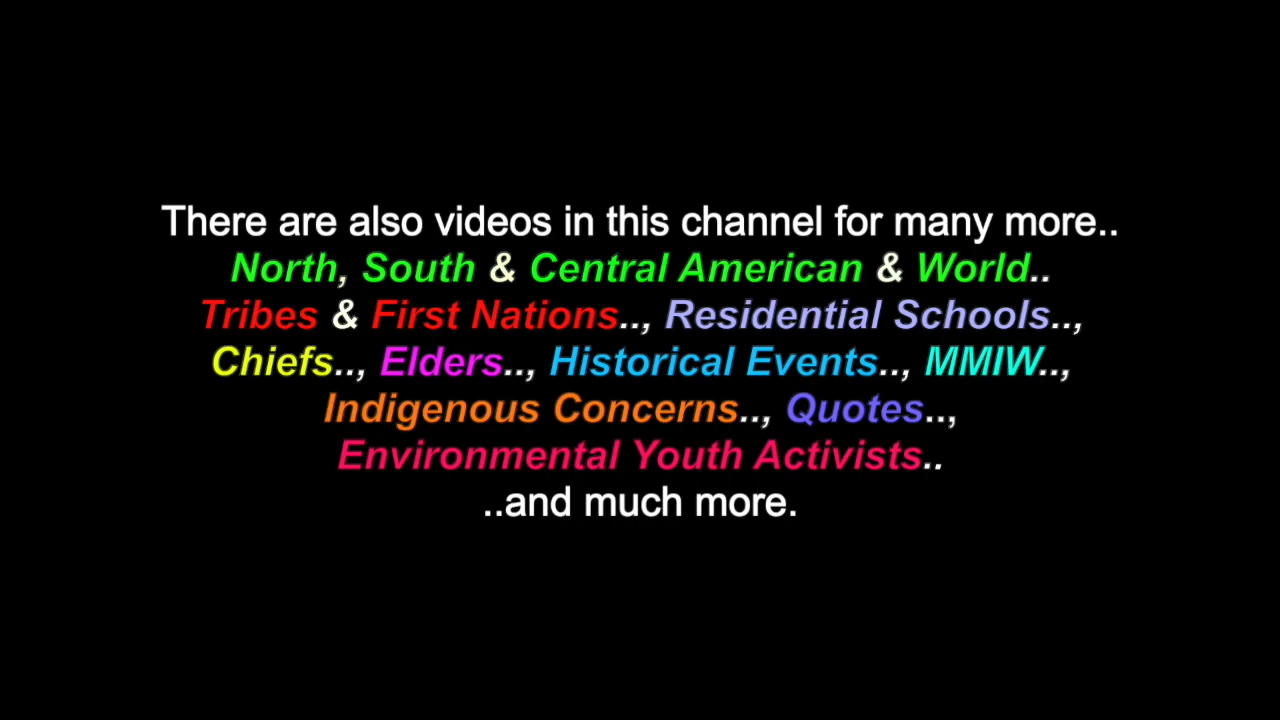 There are also videos in this channel for many more..
North, South & Central American & World..
Tribes & First Nations.., Residential Schools..,
Chiefs.., Elders.., Historical Events.., MMIW..,
Indigenous Concerns.., Quotes..,
Environmental Youth Activists..
..and much more.